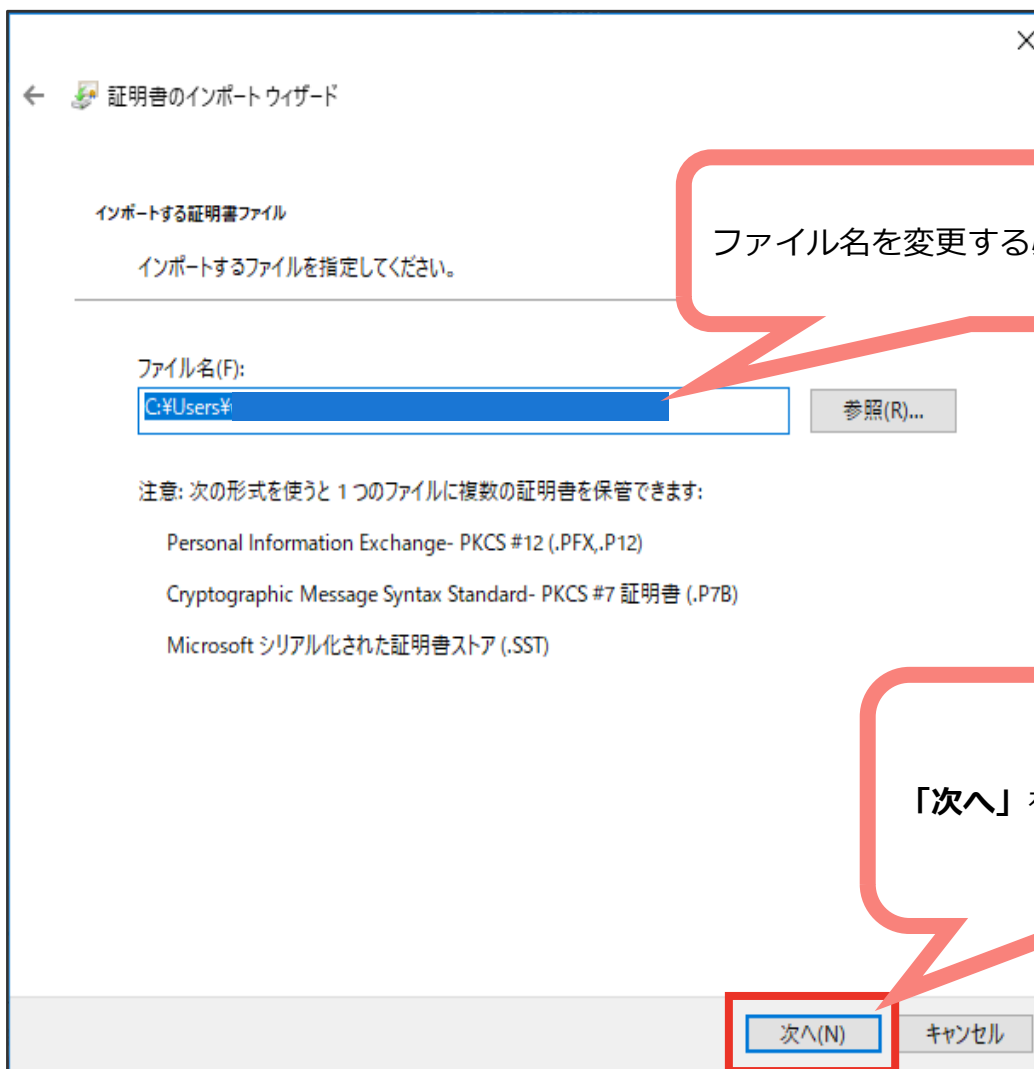 証明書のインポート ウィザード
ファイル名を変更する
インポートする証明書ファイル
インポートするファイルを指定してください。
ファイル名(F):
C:¥Users¥
参照(R)...
注意: 次の形式を使うと 1 つのファイルに複数の証明書を保管できます:
Personal Information Exchange- PKCS #12 (.PFX,.P12)
Cryptographic Message Syntax Standard- PKCS #7 証明書 (.P7B)
Microsoft シリアル化された証明書ストア (.SST)
「次へ」
次へ(N)
キャンセル